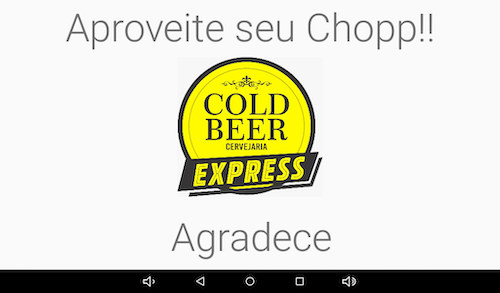 Aproveite seu Chopp!!
COLD
BEER
CERVEJARIA
EXPRESS
Agradece